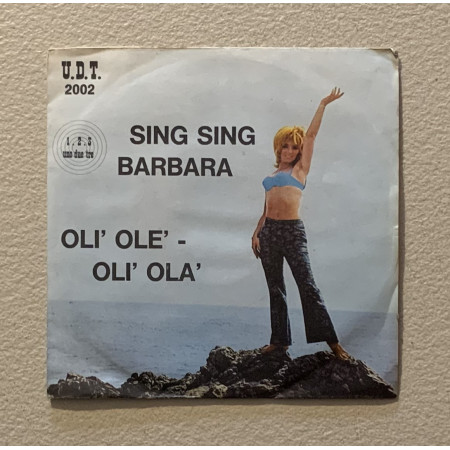 U.D.T.
2002
1.2.3
uno due tre
SING SING
BARBARA
OLI' OLE' -
OLI' OLA'